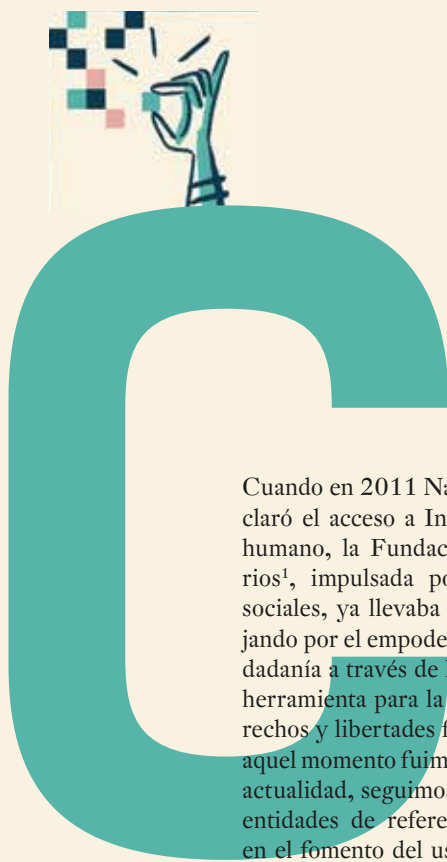 C
Cuando en 2011 Na
claró el acceso a In
humano, la Fundac
rios¹, impulsada po
sociales, ya llevaba
jando por el empode
dadanía a través de
herramienta para la
rechos y libertades f
aquel momento fuim
actualidad, seguimos
entidades de refere
en el fomento del us